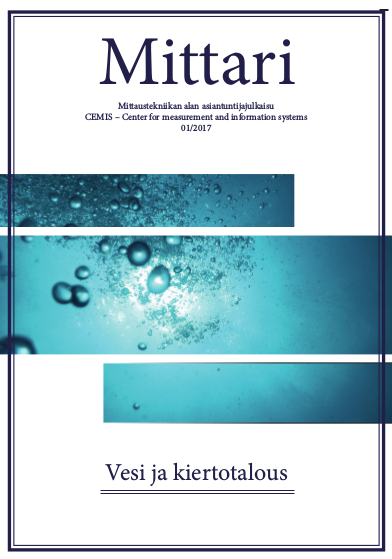 Mittari
Mittaustekniikan alan asiantuntijajulkaisu
CEMIS – Center for measurement and information systems
01/2017
Vesi ja kiertotalous